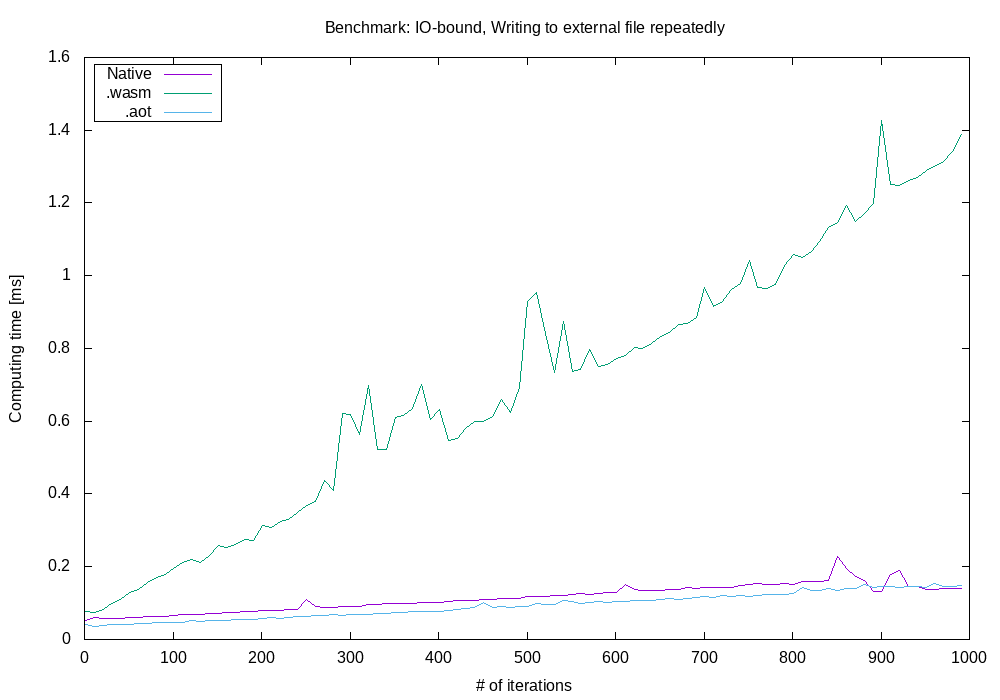 Benchmark: IO-bound, Writing to external file repeatedly
1.6
1.4
1.2
1
0.8
0.6
0.4
0.2
0
Native
.wasm
.aot
Computing time [ms]
0 100 200 300 400 500 600 700 800 900 1000
# of iterations